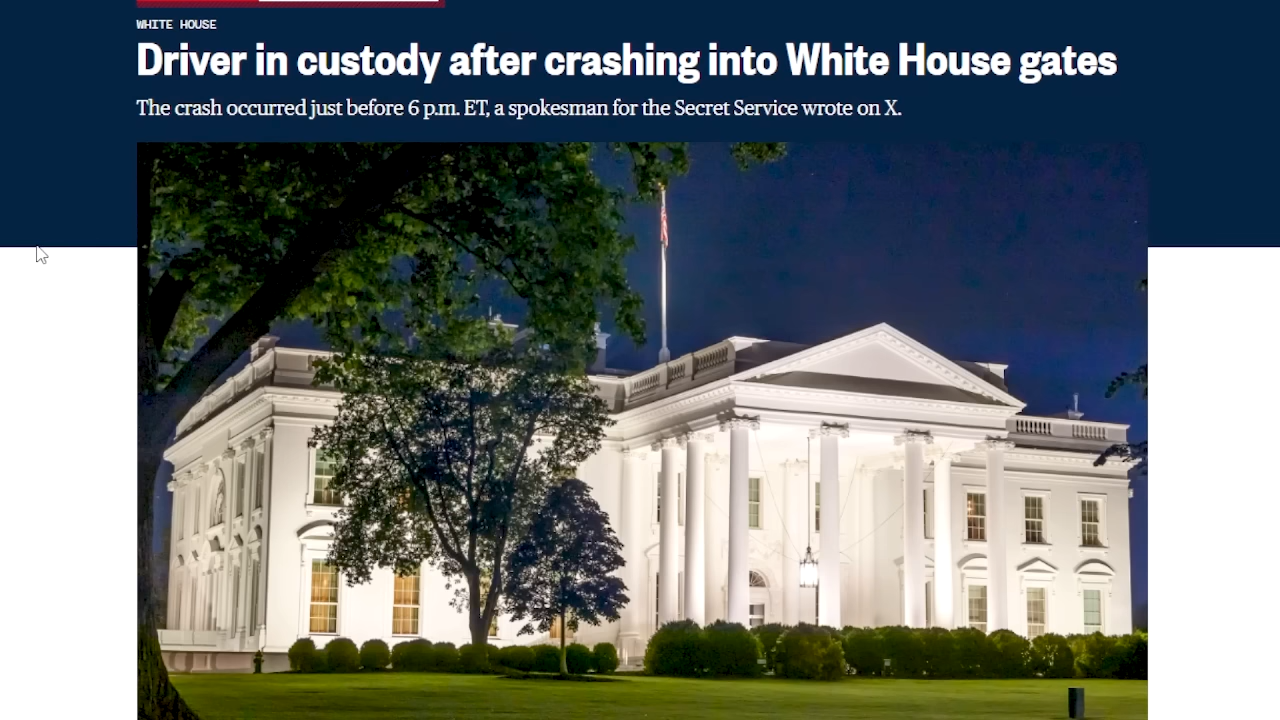 WHITE HOUSE
Driver in custody after crashing into White House gates
The crash occurred just before 6 p.m. ET, a spokesman for the Secret Service wrote on X.